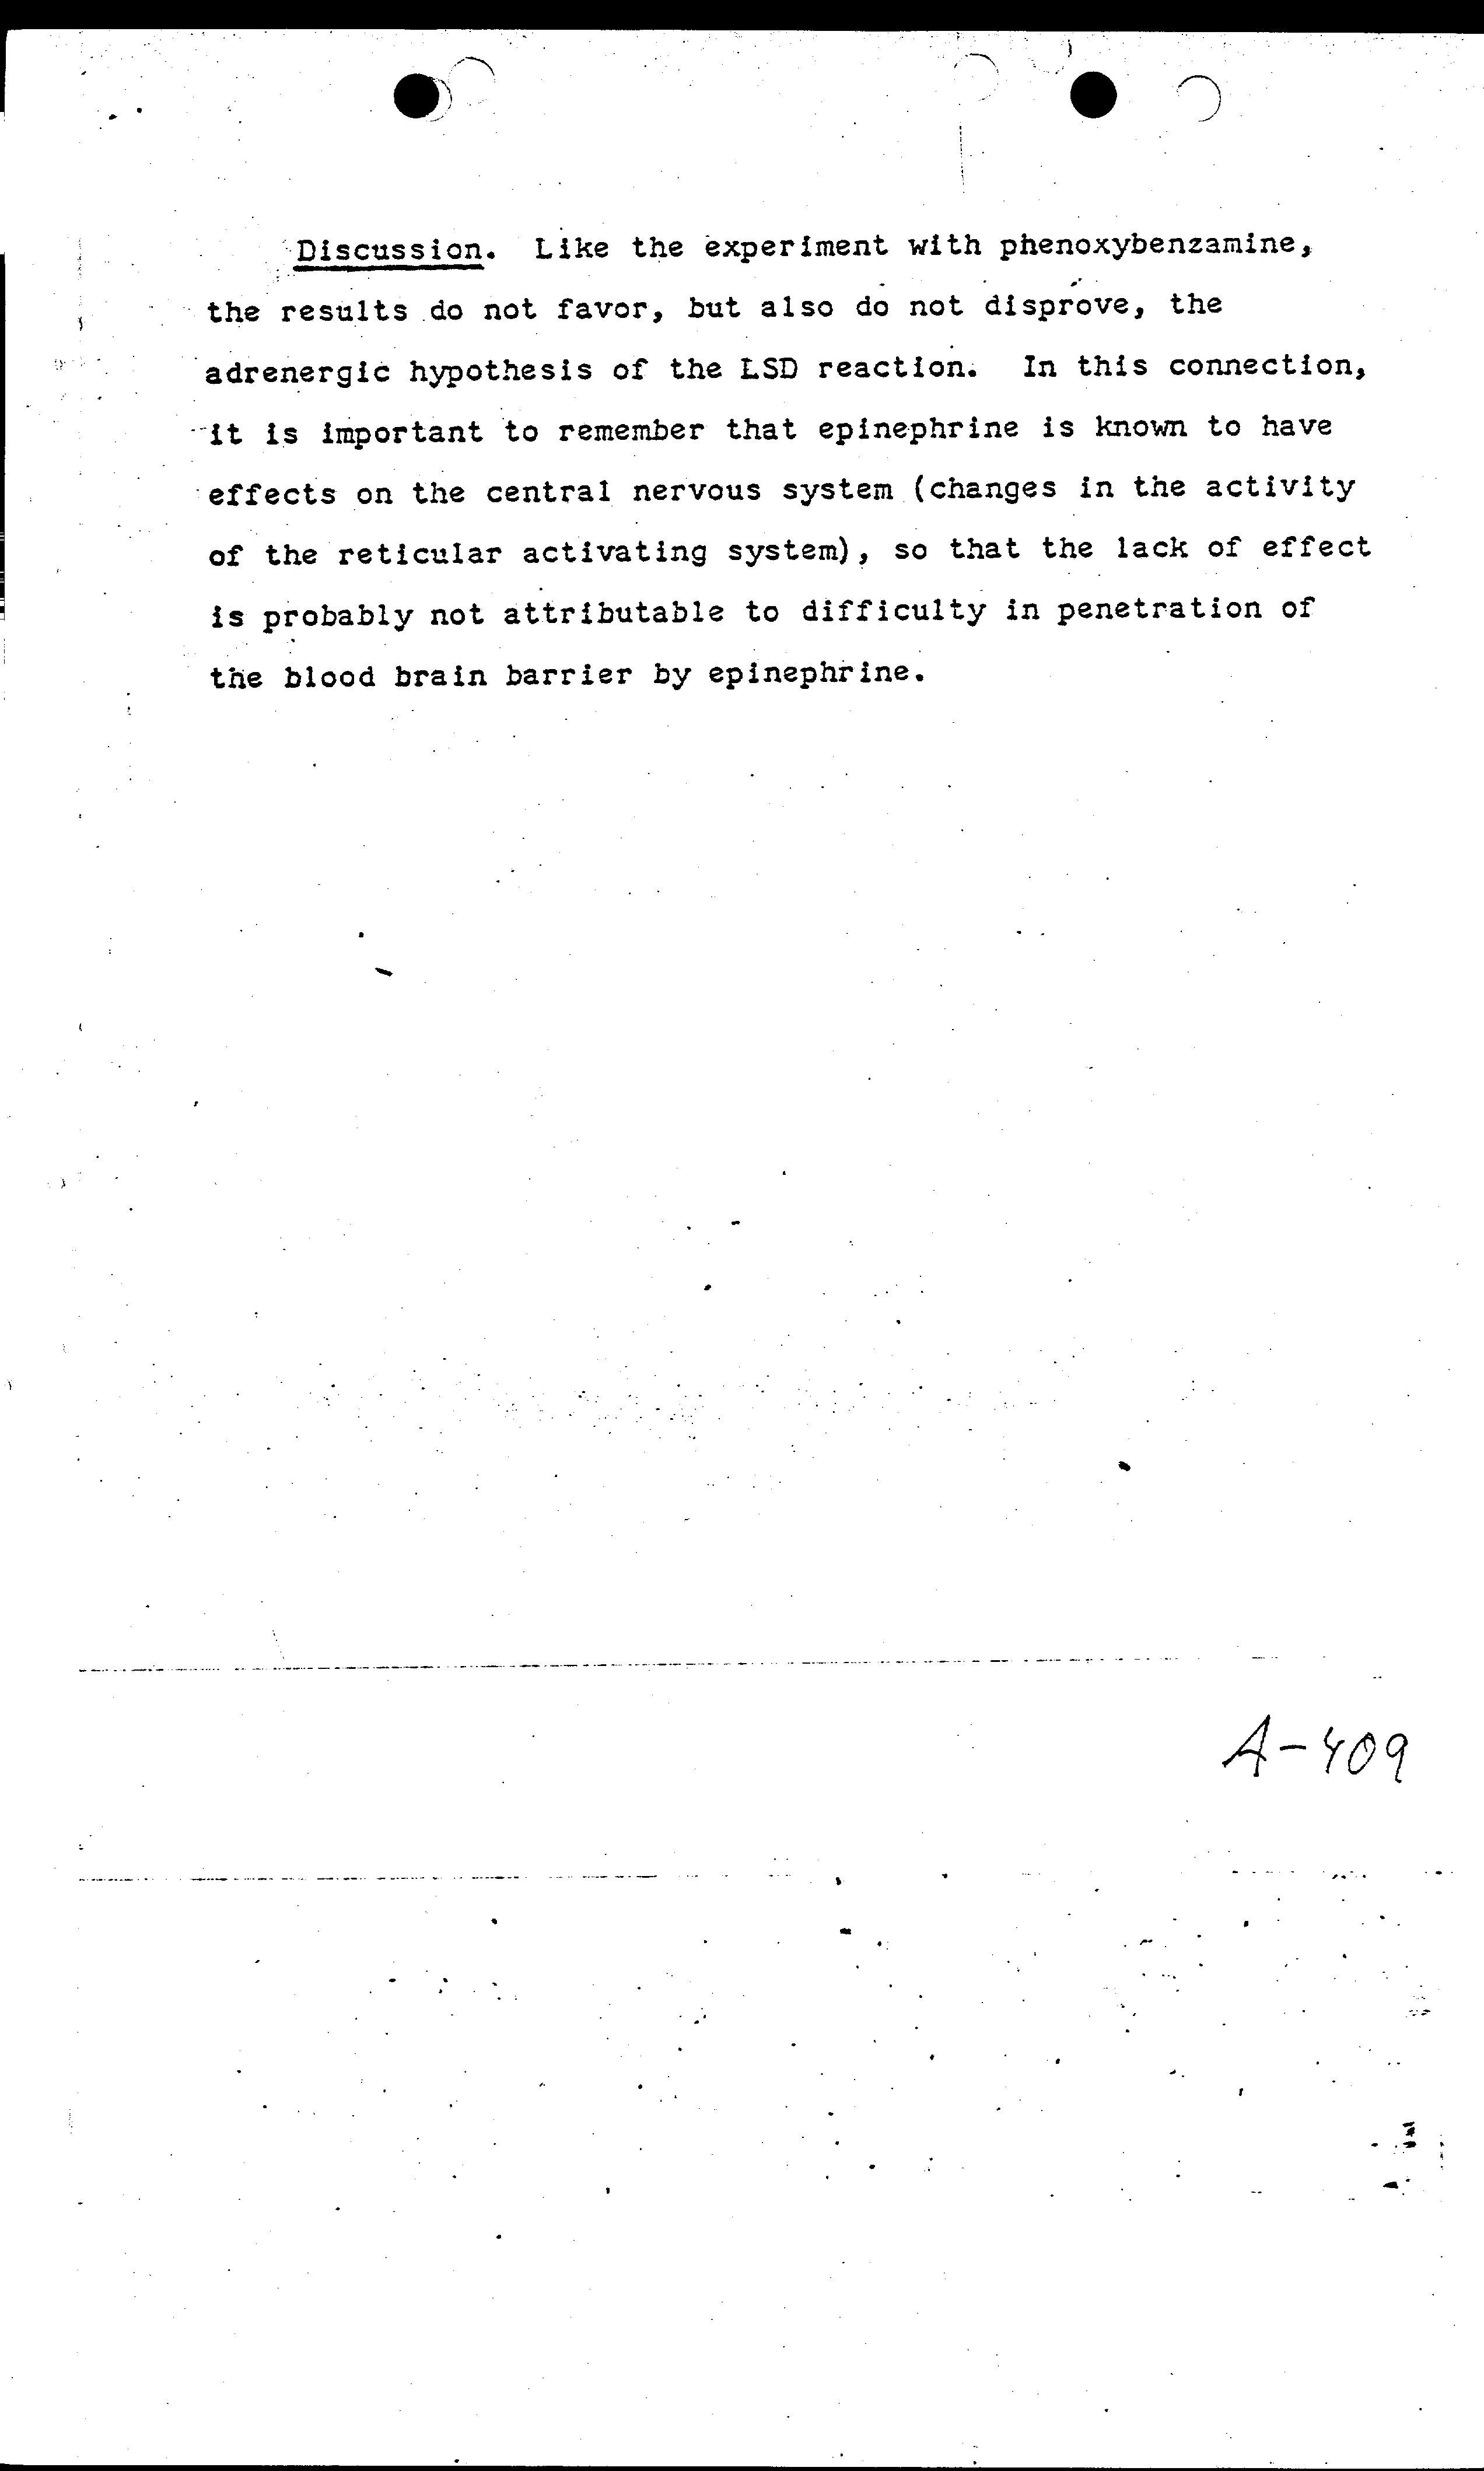 Discussion. Like the experiment with phenoxybenzamine,
the results do not favor, but also do not disprove, the
adrenergic hypothesis of the LSD reaction. In this connection,
it is important to remember that epinephrine is known to have
effects on the central nervous system (changes in the activity
of the reticular activating system), so that the lack of effect
is probably not attributable to difficulty in penetration of
the blood brain barrier by epinephrine.
A-409